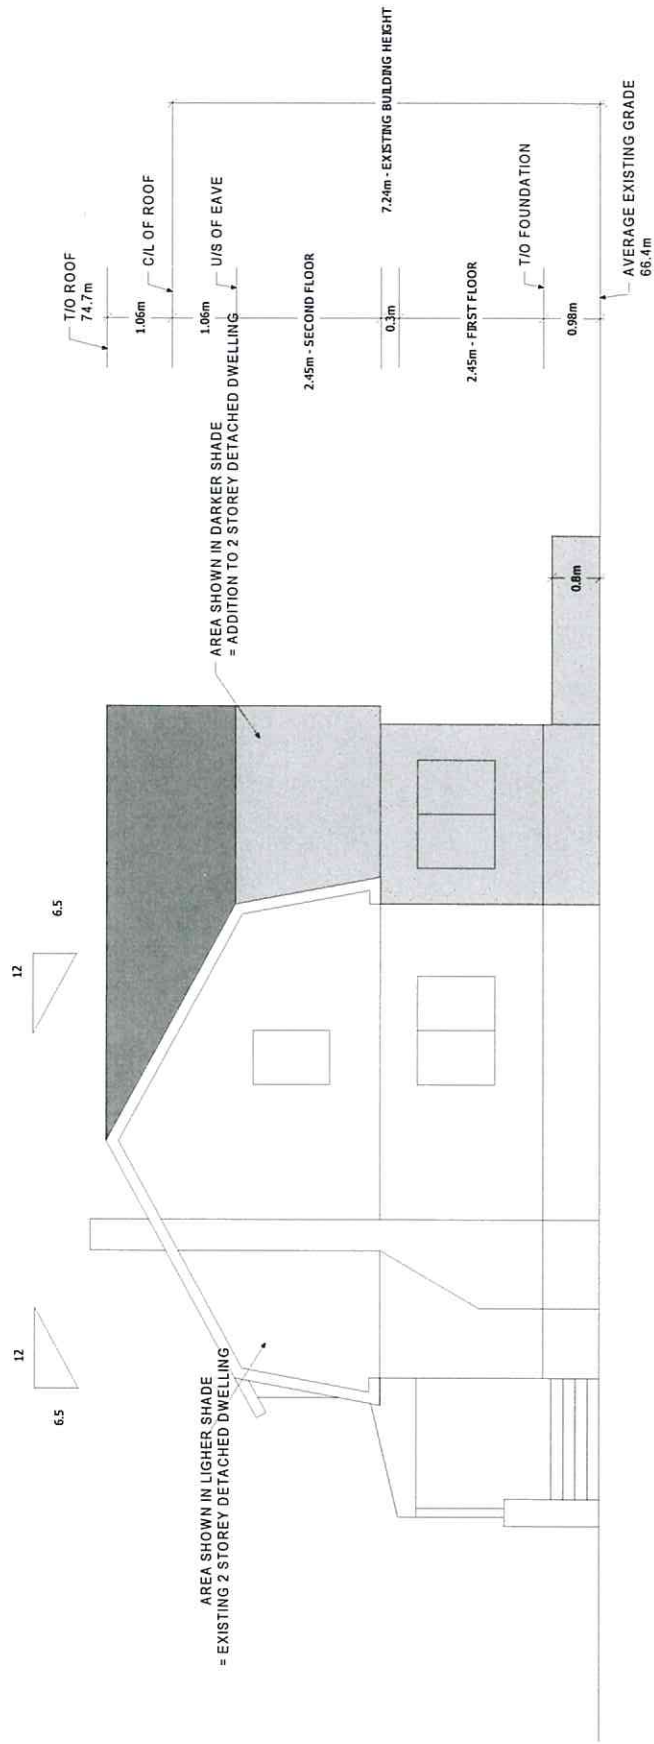 12
6.5
12
6.5
AREA SHOWN IN LIGHER SHADE
= EXISTING 2 STOREY DETACHED DWELLING
AREA SHOWN IN DARKER SHADE
= ADDITION TO 2 STOREY DETACHED DWELLING
0.8m
T/O ROOF
74.7m
1.06m
C/L OF ROOF
1.06m
U/S OF EAVE
2.45m - SECOND FLOOR
0.3m
2.45m - FIRST FLOOR
T/O FOUNDATION
0.98m
7.24m - EXISTING BUILDING HEIGHT
AVERAGE EXISTING GRADE
66.4m